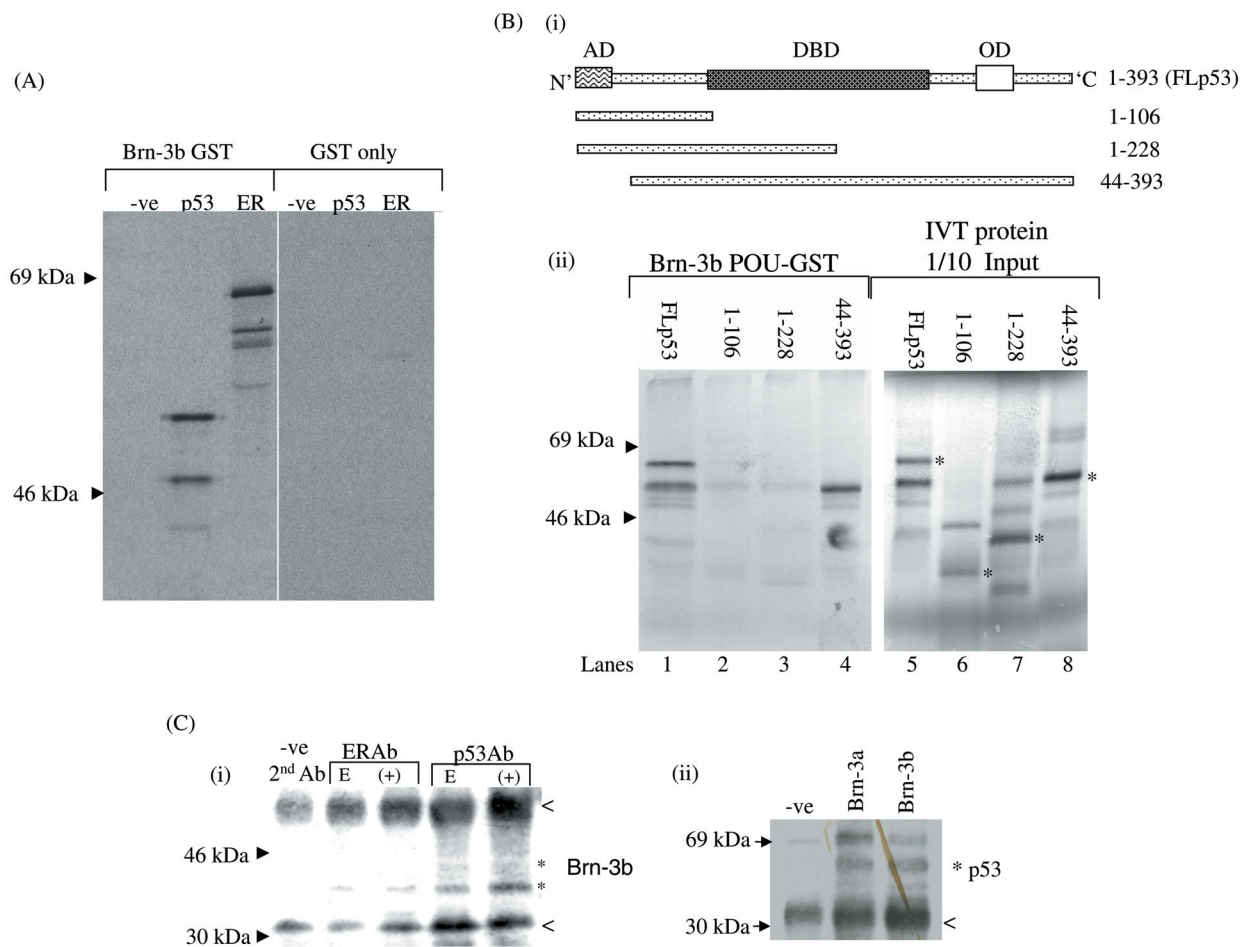 (A)
Brn-3b GST GST only
-ve p53 ER -ve p53 ER
69 kDa
46 kDa
(B) (i)
AD DBD OD
N' 'C 1-393 (FLp53)
1-106
1-228
44-393
(ii) Brn-3b POU-GST IVT protein
1/10 Input
FLp53 1-106 1-228 44-393 FLp53 1-106 1-228 44-393
69 kDa
*
*
46 kDa
*
*
Lanes 1 2 3 4 5 6 7 8
(C)
(i) -ve
2nd Ab ERAb p53Ab
E (+) E (+)
<
46 kDa
*
Brn-3b
*
<
30 kDa
(ii)
-ve Brn-3a Brn-3b
69 kDa
* p53
30 kDa <